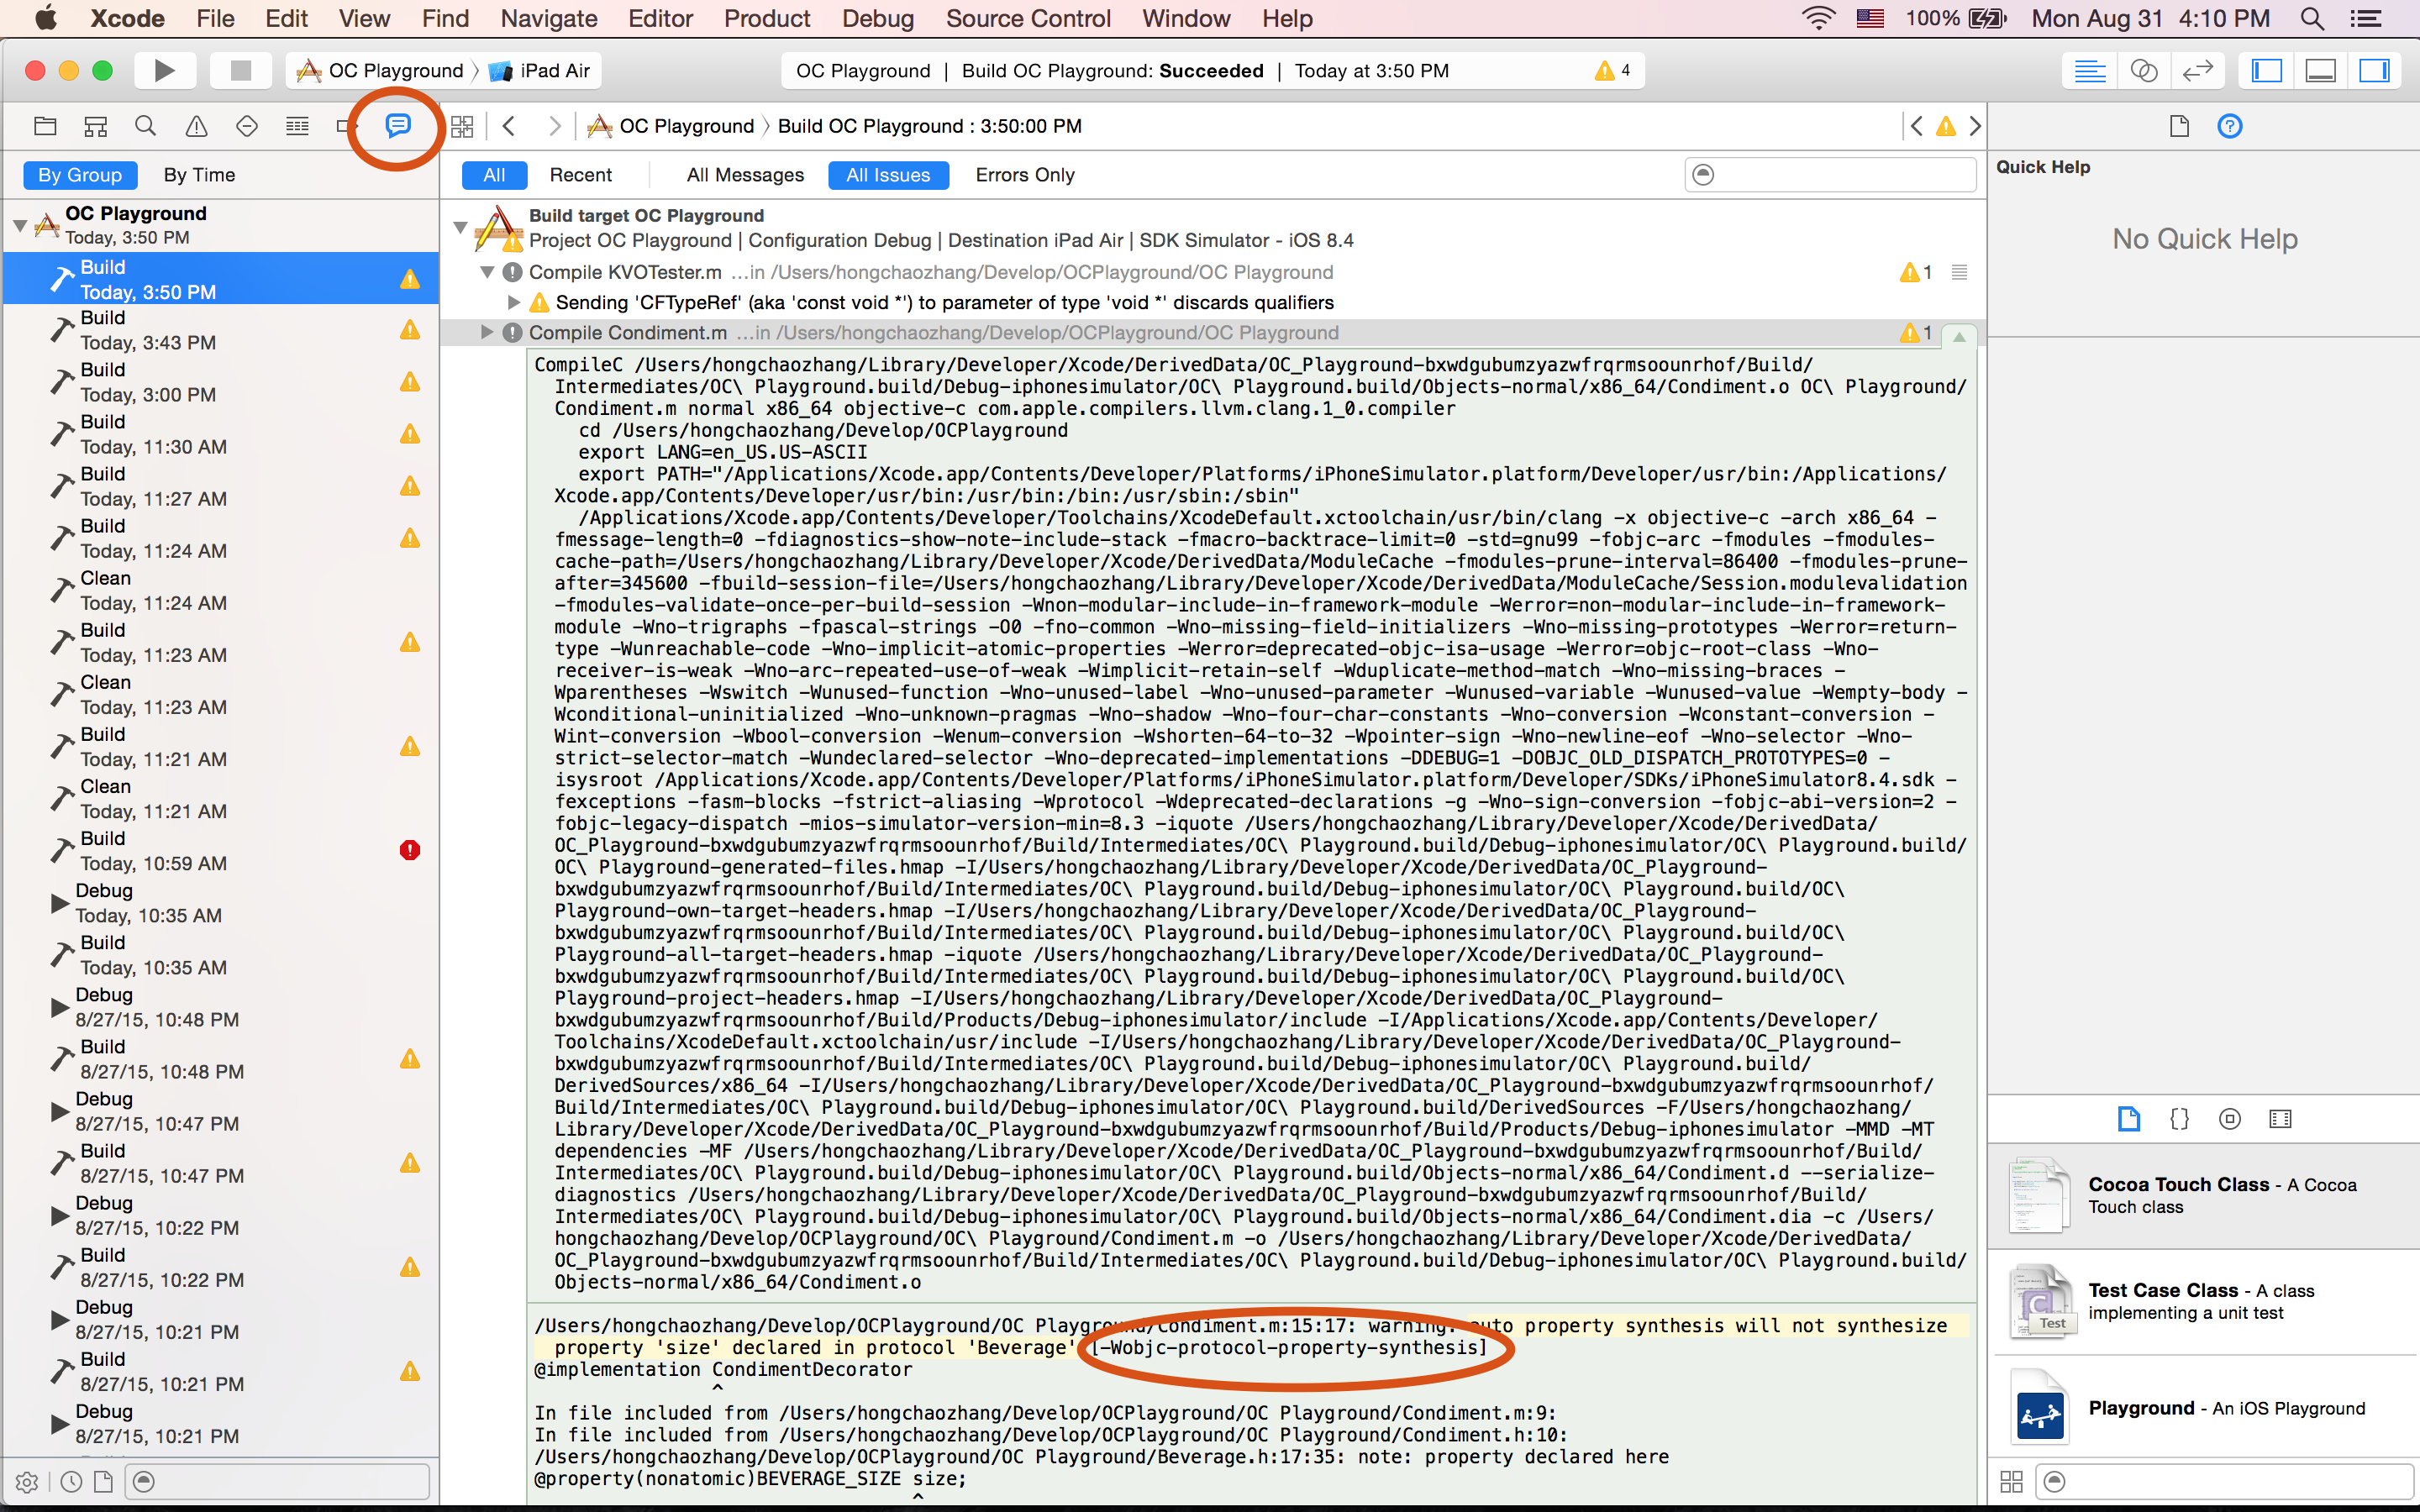 Xcode File Edit View Find Navigate Editor Product Debug Source Control Window Help 100% Mon Aug 31 4:10 PM
OC Playground iPad Air OC Playground | Build OC Playground: Succeeded | Today at 3:50 PM 4
OC Playground Build OC Playground : 3:50:00 PM
By Group By Time All Recent All Messages All Issues Errors Only
Quick Help
No Quick Help
OC Playground
Today, 3:50 PM
Build
Today, 3:50 PM
Build
Today, 3:43 PM
Build
Today, 3:00 PM
Build
Today, 11:30 AM
Build
Today, 11:27 AM
Build
Today, 11:24 AM
Clean
Today, 11:24 AM
Build
Today, 11:23 AM
Clean
Today, 11:23 AM
Build
Today, 11:21 AM
Clean
Today, 11:21 AM
Build
Today, 10:59 AM
Debug
Today, 10:35 AM
Build
Today, 10:35 AM
Debug
8/27/15, 10:48 PM
Build
8/27/15, 10:48 PM
Debug
8/27/15, 10:47 PM
Build
8/27/15, 10:47 PM
Debug
8/27/15, 10:22 PM
Build
8/27/15, 10:22 PM
Debug
8/27/15, 10:21 PM
Build
8/27/15, 10:21 PM
Debug
8/27/15, 10:21 PM
Build target OC Playground
Project OC Playground | Configuration Debug | Destination iPad Air | SDK Simulator - iOS 8.4
Compile KVOTester.m ...in /Users/hongchaozhang/Develop/OCPlayground/OC Playground 1
Sending 'CFTypeRef' (aka 'const void *') to parameter of type 'void *' discards qualifiers
Compile Condiment.m ...in /Users/hongchaozhang/Develop/OCPlayground/OC Playground 1
CompileC /Users/hongchaozhang/Library/Developer/Xcode/DerivedData/OC_Playground-bxwdgubumzyazwfrqrmsoounrhof/Build/
Intermediates/OC\ Playground.build/Debug-iphonesimulator/OC\ Playground.build/Objects-normal/x86_64/Condiment.o OC\ Playground/
Condiment.m normal x86_64 objective-c com.apple.compilers.llvm.clang.1_0.compiler
cd /Users/hongchaozhang/Develop/OCPlayground
export LANG=en_US.US-ASCII
export PATH="/Applications/Xcode.app/Contents/Developer/Platforms/iPhoneSimulator.platform/Developer/usr/bin:/Applications/
Xcode.app/Contents/Developer/usr/bin:/usr/bin:/bin:/usr/sbin:/sbin"
/Applications/Xcode.app/Contents/Developer/Toolchains/XcodeDefault.xctoolchain/usr/bin/clang -x objective-c -arch x86_64 -
fmessage-length=0 -fdiagnostics-show-note-include-stack -fmacro-backtrace-limit=0 -std=gnu99 -fobjc-arc -fmodules -fmodules-
cache-path=/Users/hongchaozhang/Library/Developer/Xcode/DerivedData/ModuleCache -fmodules-prune-interval=86400 -fmodules-prune-
after=345600 -fbuild-session-file=/Users/hongchaozhang/Library/Developer/Xcode/DerivedData/ModuleCache/Session.modulevalidation
-fmodules-validate-once-per-build-session -Wnon-modular-include-in-framework-module -Werror=non-modular-include-in-framework-
module -Wno-trigraphs -fpascal-strings -O0 -fno-common -Wno-missing-field-initializers -Wno-missing-prototypes -Werror=return-
type -Wunreachable-code -Wno-implicit-atomic-properties -Werror=deprecated-objc-isa-usage -Werror=objc-root-class -Wno-
receiver-is-weak -Wno-arc-repeated-use-of-weak -Wimplicit-retain-self -Wduplicate-method-match -Wno-missing-braces -
Wparentheses -Wswitch -Wunused-function -Wno-unused-label -Wno-unused-parameter -Wunused-variable -Wunused-value -Wempty-body -
Wconditional-uninitialized -Wno-unknown-pragmas -Wno-shadow -Wno-four-char-constants -Wno-conversion -Wconstant-conversion -
Wint-conversion -Wbool-conversion -Wenum-conversion -Wshorten-64-to-32 -Wpointer-sign -Wno-newline-eof -Wno-selector -Wno-
strict-selector-match -Wundeclared-selector -Wno-deprecated-implementations -DDEBUG=1 -DOBJC_OLD_DISPATCH_PROTOTYPES=0 -
isysroot /Applications/Xcode.app/Contents/Developer/Platforms/iPhoneSimulator.platform/Developer/SDKs/iPhoneSimulator8.4.sdk -
fexceptions -fasm-blocks -fstrict-aliasing -Wprotocol -Wdeprecated-declarations -g -Wno-sign-conversion -fobjc-abi-version=2 -
fobjc-legacy-dispatch -mios-simulator-version-min=8.3 -iquote /Users/hongchaozhang/Library/Developer/Xcode/DerivedData/
OC_Playground-bxwdgubumzyazwfrqrmsoounrhof/Build/Intermediates/OC\ Playground.build/Debug-iphonesimulator/OC\ Playground.build/
OC\ Playground-generated-files.hmap -I/Users/hongchaozhang/Library/Developer/Xcode/DerivedData/OC_Playground-
bxwdgubumzyazwfrqrmsoounrhof/Build/Intermediates/OC\ Playground.build/Debug-iphonesimulator/OC\ Playground.build/OC\
Playground-own-target-headers.hmap -I/Users/hongchaozhang/Library/Developer/Xcode/DerivedData/OC_Playground-
bxwdgubumzyazwfrqrmsoounrhof/Build/Intermediates/OC\ Playground.build/Debug-iphonesimulator/OC\ Playground.build/OC\
Playground-all-target-headers.hmap -iquote /Users/hongchaozhang/Library/Developer/Xcode/DerivedData/OC_Playground-
bxwdgubumzyazwfrqrmsoounrhof/Build/Intermediates/OC\ Playground.build/Debug-iphonesimulator/OC\ Playground.build/OC\
Playground-project-headers.hmap -I/Users/hongchaozhang/Library/Developer/Xcode/DerivedData/OC_Playground-
bxwdgubumzyazwfrqrmsoounrhof/Build/Products/Debug-iphonesimulator/include -I/Applications/Xcode.app/Contents/Developer/
Toolchains/XcodeDefault.xctoolchain/usr/include -I/Users/hongchaozhang/Library/Developer/Xcode/DerivedData/OC_Playground-
bxwdgubumzyazwfrqrmsoounrhof/Build/Intermediates/OC\ Playground.build/Debug-iphonesimulator/OC\ Playground.build/
DerivedSources/x86_64 -I/Users/hongchaozhang/Library/Developer/Xcode/DerivedData/OC_Playground-bxwdgubumzyazwfrqrmsoounrhof/
Build/Intermediates/OC\ Playground.build/Debug-iphonesimulator/OC\ Playground.build/DerivedSources -F/Users/hongchaozhang/
Library/Developer/Xcode/DerivedData/OC_Playground-bxwdgubumzyazwfrqrmsoounrhof/Build/Products/Debug-iphonesimulator -MMD -MT
dependencies -MF /Users/hongchaozhang/Library/Developer/Xcode/DerivedData/OC_Playground-bxwdgubumzyazwfrqrmsoounrhof/Build/
Intermediates/OC\ Playground.build/Debug-iphonesimulator/OC\ Playground.build/Objects-normal/x86_64/Condiment.d --serialize-
diagnostics /Users/hongchaozhang/Library/Developer/Xcode/DerivedData/OC_Playground-bxwdgubumzyazwfrqrmsoounrhof/Build/
Intermediates/OC\ Playground.build/Debug-iphonesimulator/OC\ Playground.build/Objects-normal/x86_64/Condiment.dia -c /Users/
hongchaozhang/Develop/OCPlayground/OC\ Playground/Condiment.m -o /Users/hongchaozhang/Library/Developer/Xcode/DerivedData/
OC_Playground-bxwdgubumzyazwfrqrmsoounrhof/Build/Intermediates/OC\ Playground.build/Debug-iphonesimulator/OC\ Playground.build/
Objects-normal/x86_64/Condiment.o
/Users/hongchaozhang/Develop/OCPlayground/OC Playground/Condiment.m:15:17: warning: auto property synthesis will not synthesize
property 'size' declared in protocol 'Beverage' [-Wobjc-protocol-property-synthesis]
@implementation CondimentDecorator
^
In file included from /Users/hongchaozhang/Develop/OCPlayground/OC Playground/Condiment.m:9:
In file included from /Users/hongchaozhang/Develop/OCPlayground/OC Playground/Condiment.h:10:
/Users/hongchaozhang/Develop/OCPlayground/OC Playground/Beverage.h:17:35: note: property declared here
@property(nonatomic)BEVERAGE_SIZE size;
^
Cocoa Touch Class - A Cocoa
Touch class
Test
Test Case Class - A class
implementing a unit test
Playground - An iOS Playground